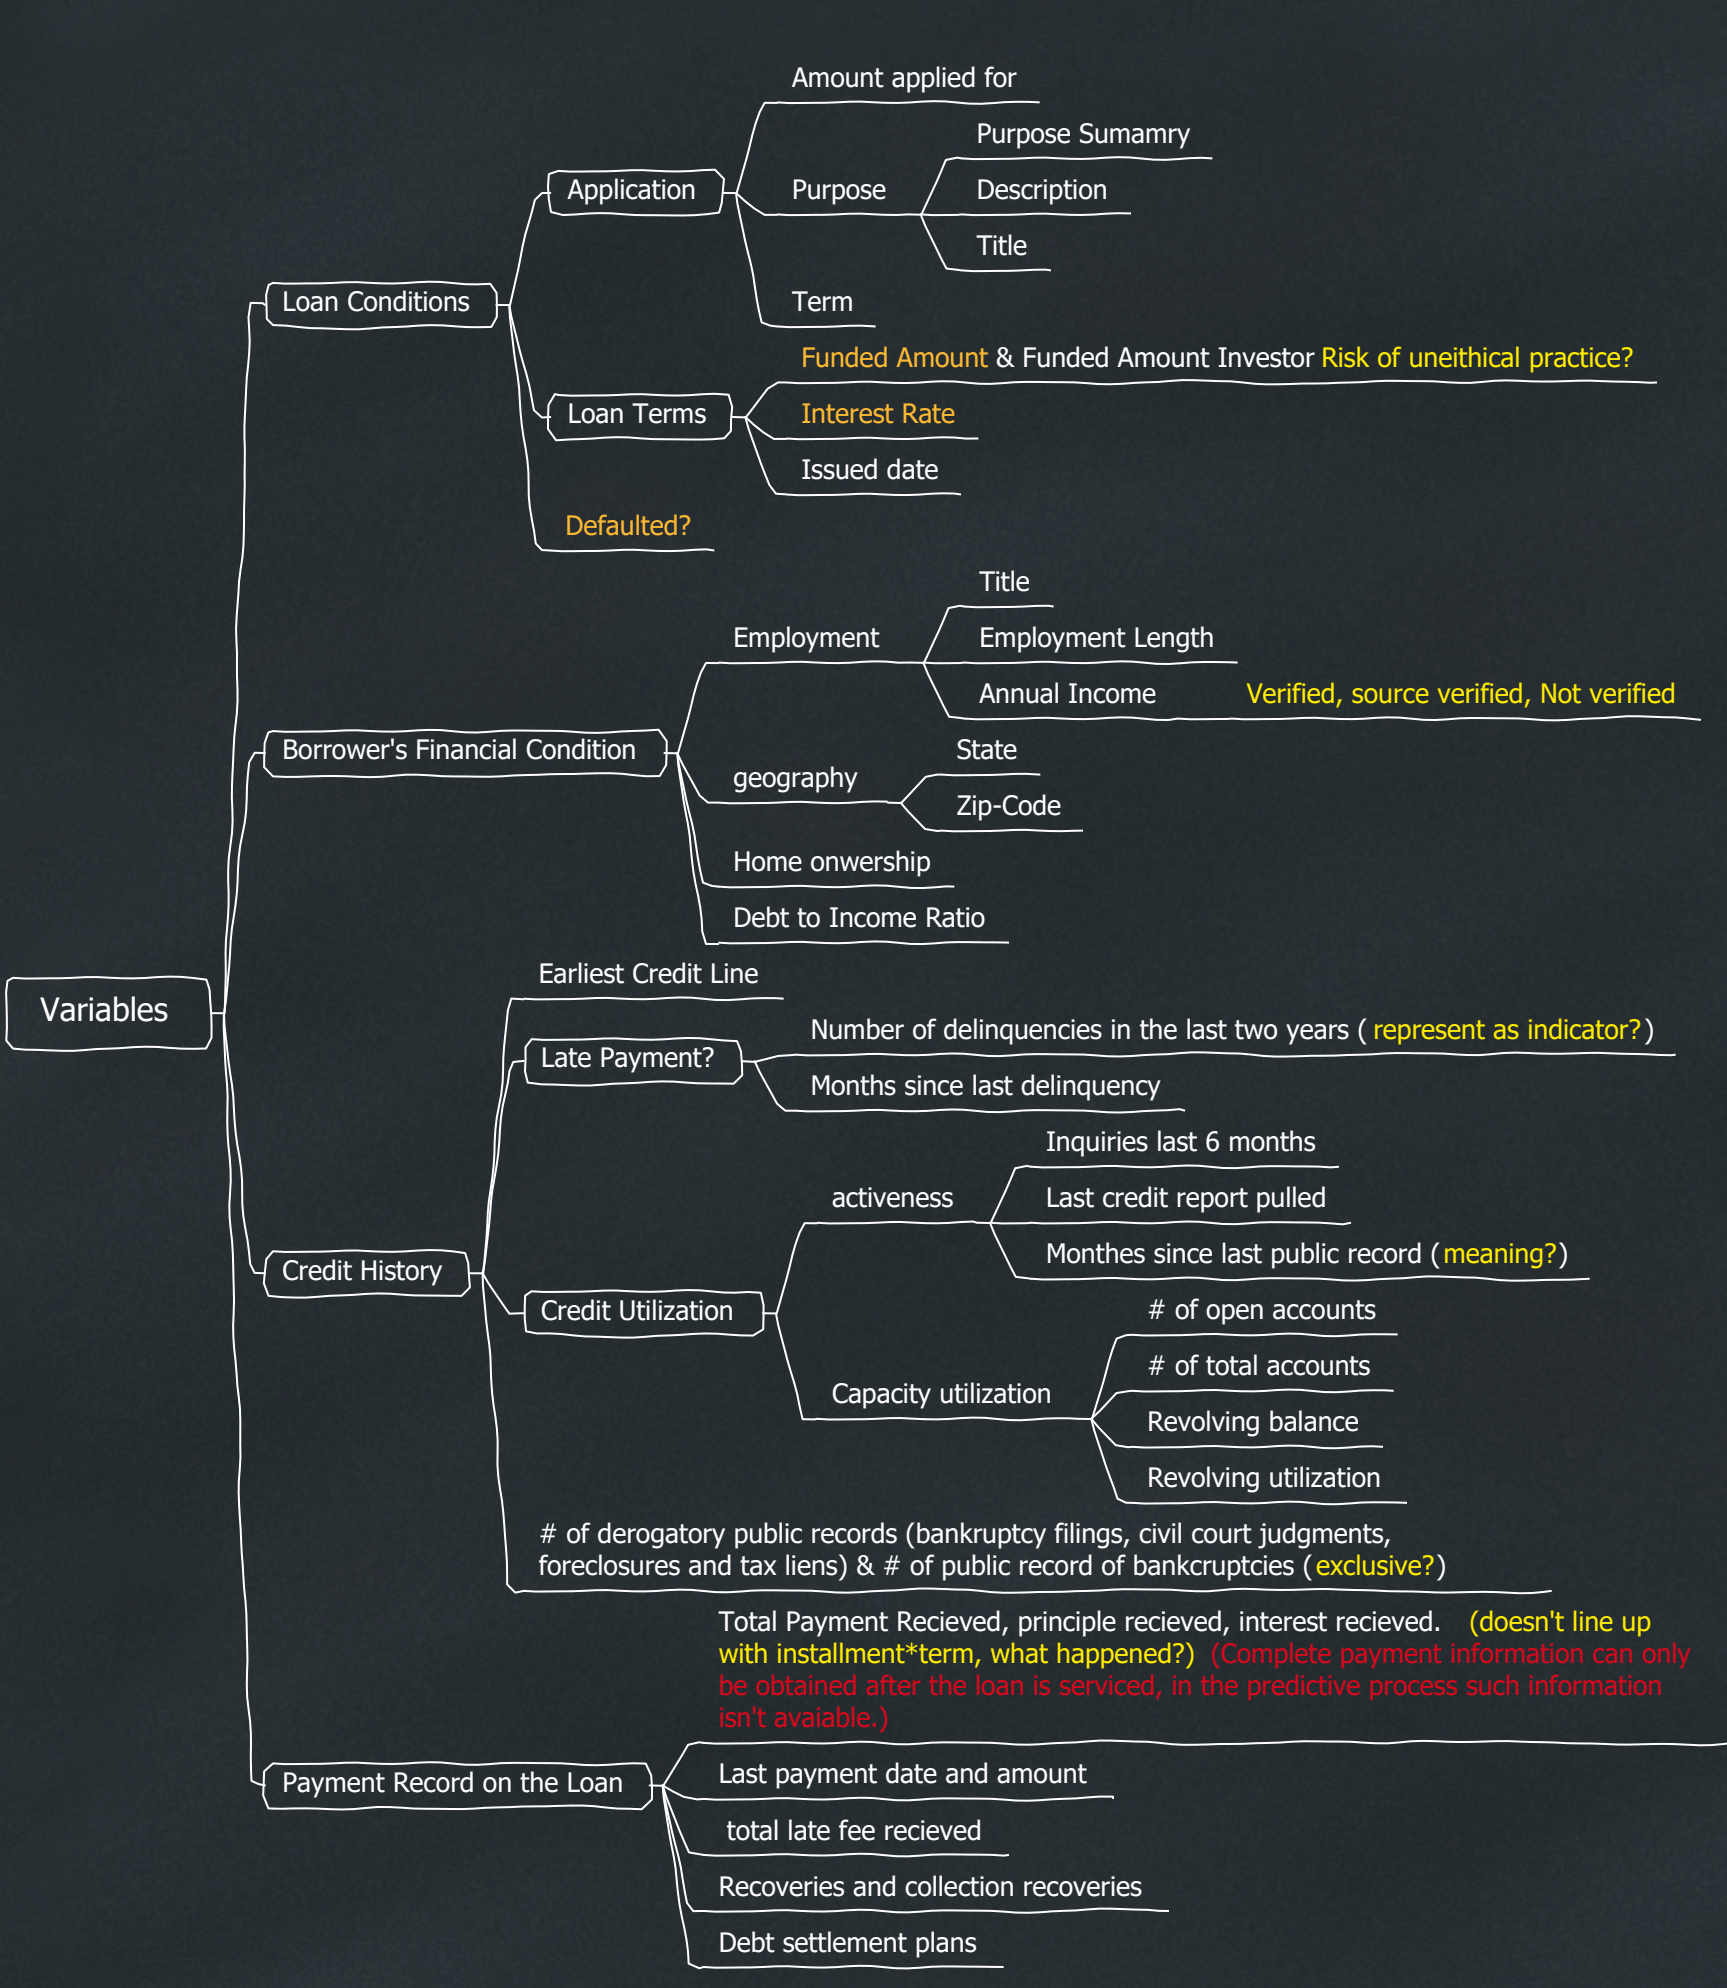 Amount applied for
Purpose Sumamry
Application
Purpose
Description
Title
Loan Conditions
Term
Funded Amount & Funded Amount Investor Risk of uneithical practice?
Loan Terms
Interest Rate
Issued date
Defaulted?
Title
Employment
Employment Length
Annual Income Verified, source verified, Not verified
Borrower's Financial Condition
State
geography
Zip-Code
Home onwership
Debt to Income Ratio
Variables
Earliest Credit Line
Number of delinquencies in the last two years (represent as indicator?)
Late Payment?
Months since last delinquency
Inquiries last 6 months
activeness
Last credit report pulled
Monthes since last public record (meaning?)
Credit History
Credit Utilization
# of open accounts
# of total accounts
Capacity utilization
Revolving balance
Revolving utilization
# of derogatory public records (bankruptcy filings, civil court judgments,
foreclosures and tax liens) & # of public record of bankcruptcies (exclusive?)
Total Payment Recieved, principle recieved, interest recieved. (doesn't line up
with installment*term, what happened?) (Complete payment information can only
be obtained after the loan is serviced, in the predictive process such information
isn't avaiable.)
Payment Record on the Loan
Last payment date and amount
total late fee recieved
Recoveries and collection recoveries
Debt settlement plans